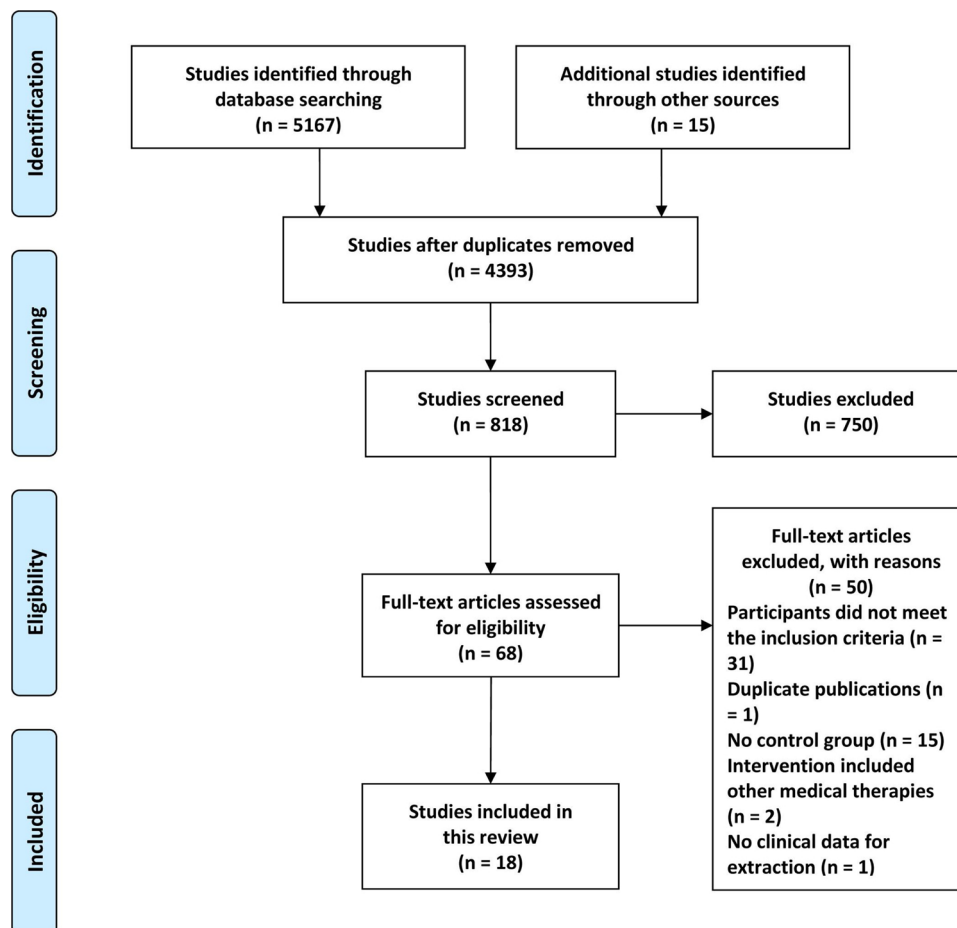 Identification
Studies identified through
database searching
(n = 5167)
Additional studies identified
through other sources
(n = 15)
Studies after duplicates removed
(n = 4393)
Screening
Studies screened
(n = 818)
Studies excluded
(n = 750)
Eligibility
Full-text articles assessed
for eligibility
(n = 68)
Full-text articles
excluded, with reasons
(n = 50)
Participants did not meet
the inclusion criteria (n =
31)
Duplicate publications (n
= 1)
No control group (n = 15)
Intervention included
other medical therapies
(n = 2)
No clinical data for
extraction (n = 1)
Included
Studies included in
this review
(n = 18)